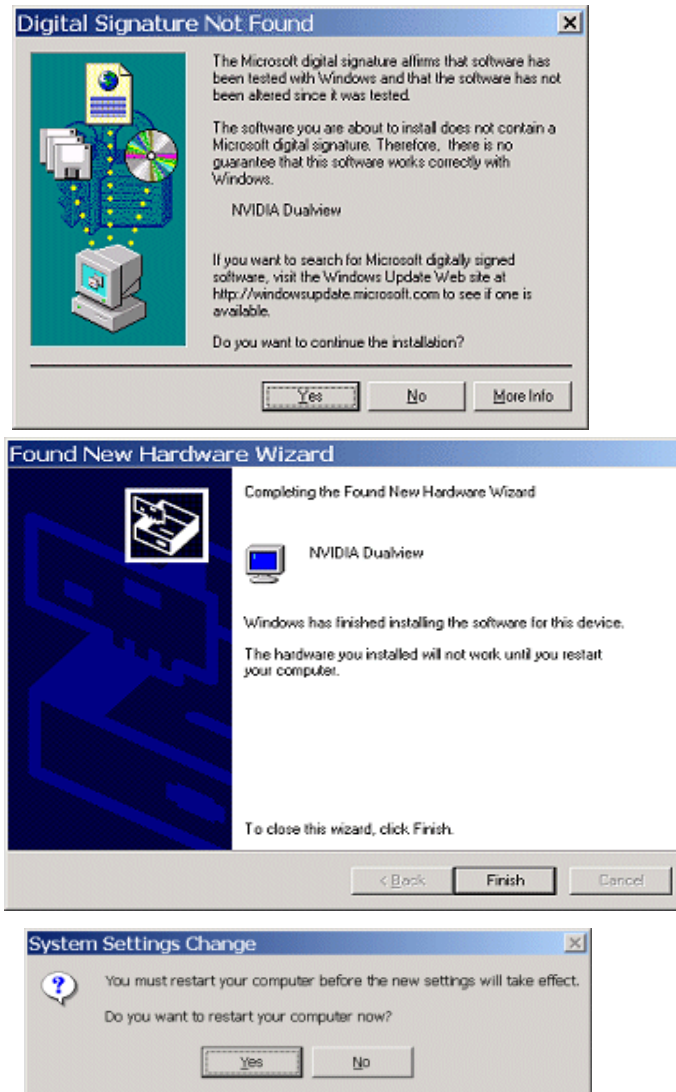 Digital Signature Not Found
The Microsoft digital signature affirms that software has
been tested with Windows and that the software has not
been altered since it was tested.
The software you are about to install does not contain a
Microsoft digital signature. Therefore, there is no
guarantee that this software works correctly with
Windows.
NVIDIA Dualview
If you want to search for Microsoft digitally signed
software, visit the Windows Update Web site at
http://windowsupdate.microsoft.com to see if one is
available.
Do you want to continue the installation?
Yes No More Info
Found New Hardware Wizard
Completing the Found New Hardware Wizard
NVIDIA Dualview
Windows has finished installing the software for this device.
The hardware you installed will not work until you restart
your computer.
To close this wizard, click Finish.
< Back Finish Cancel
System Settings Change
You must restart your computer before the new settings will take effect.
Do you want to restart your computer now?
Yes No